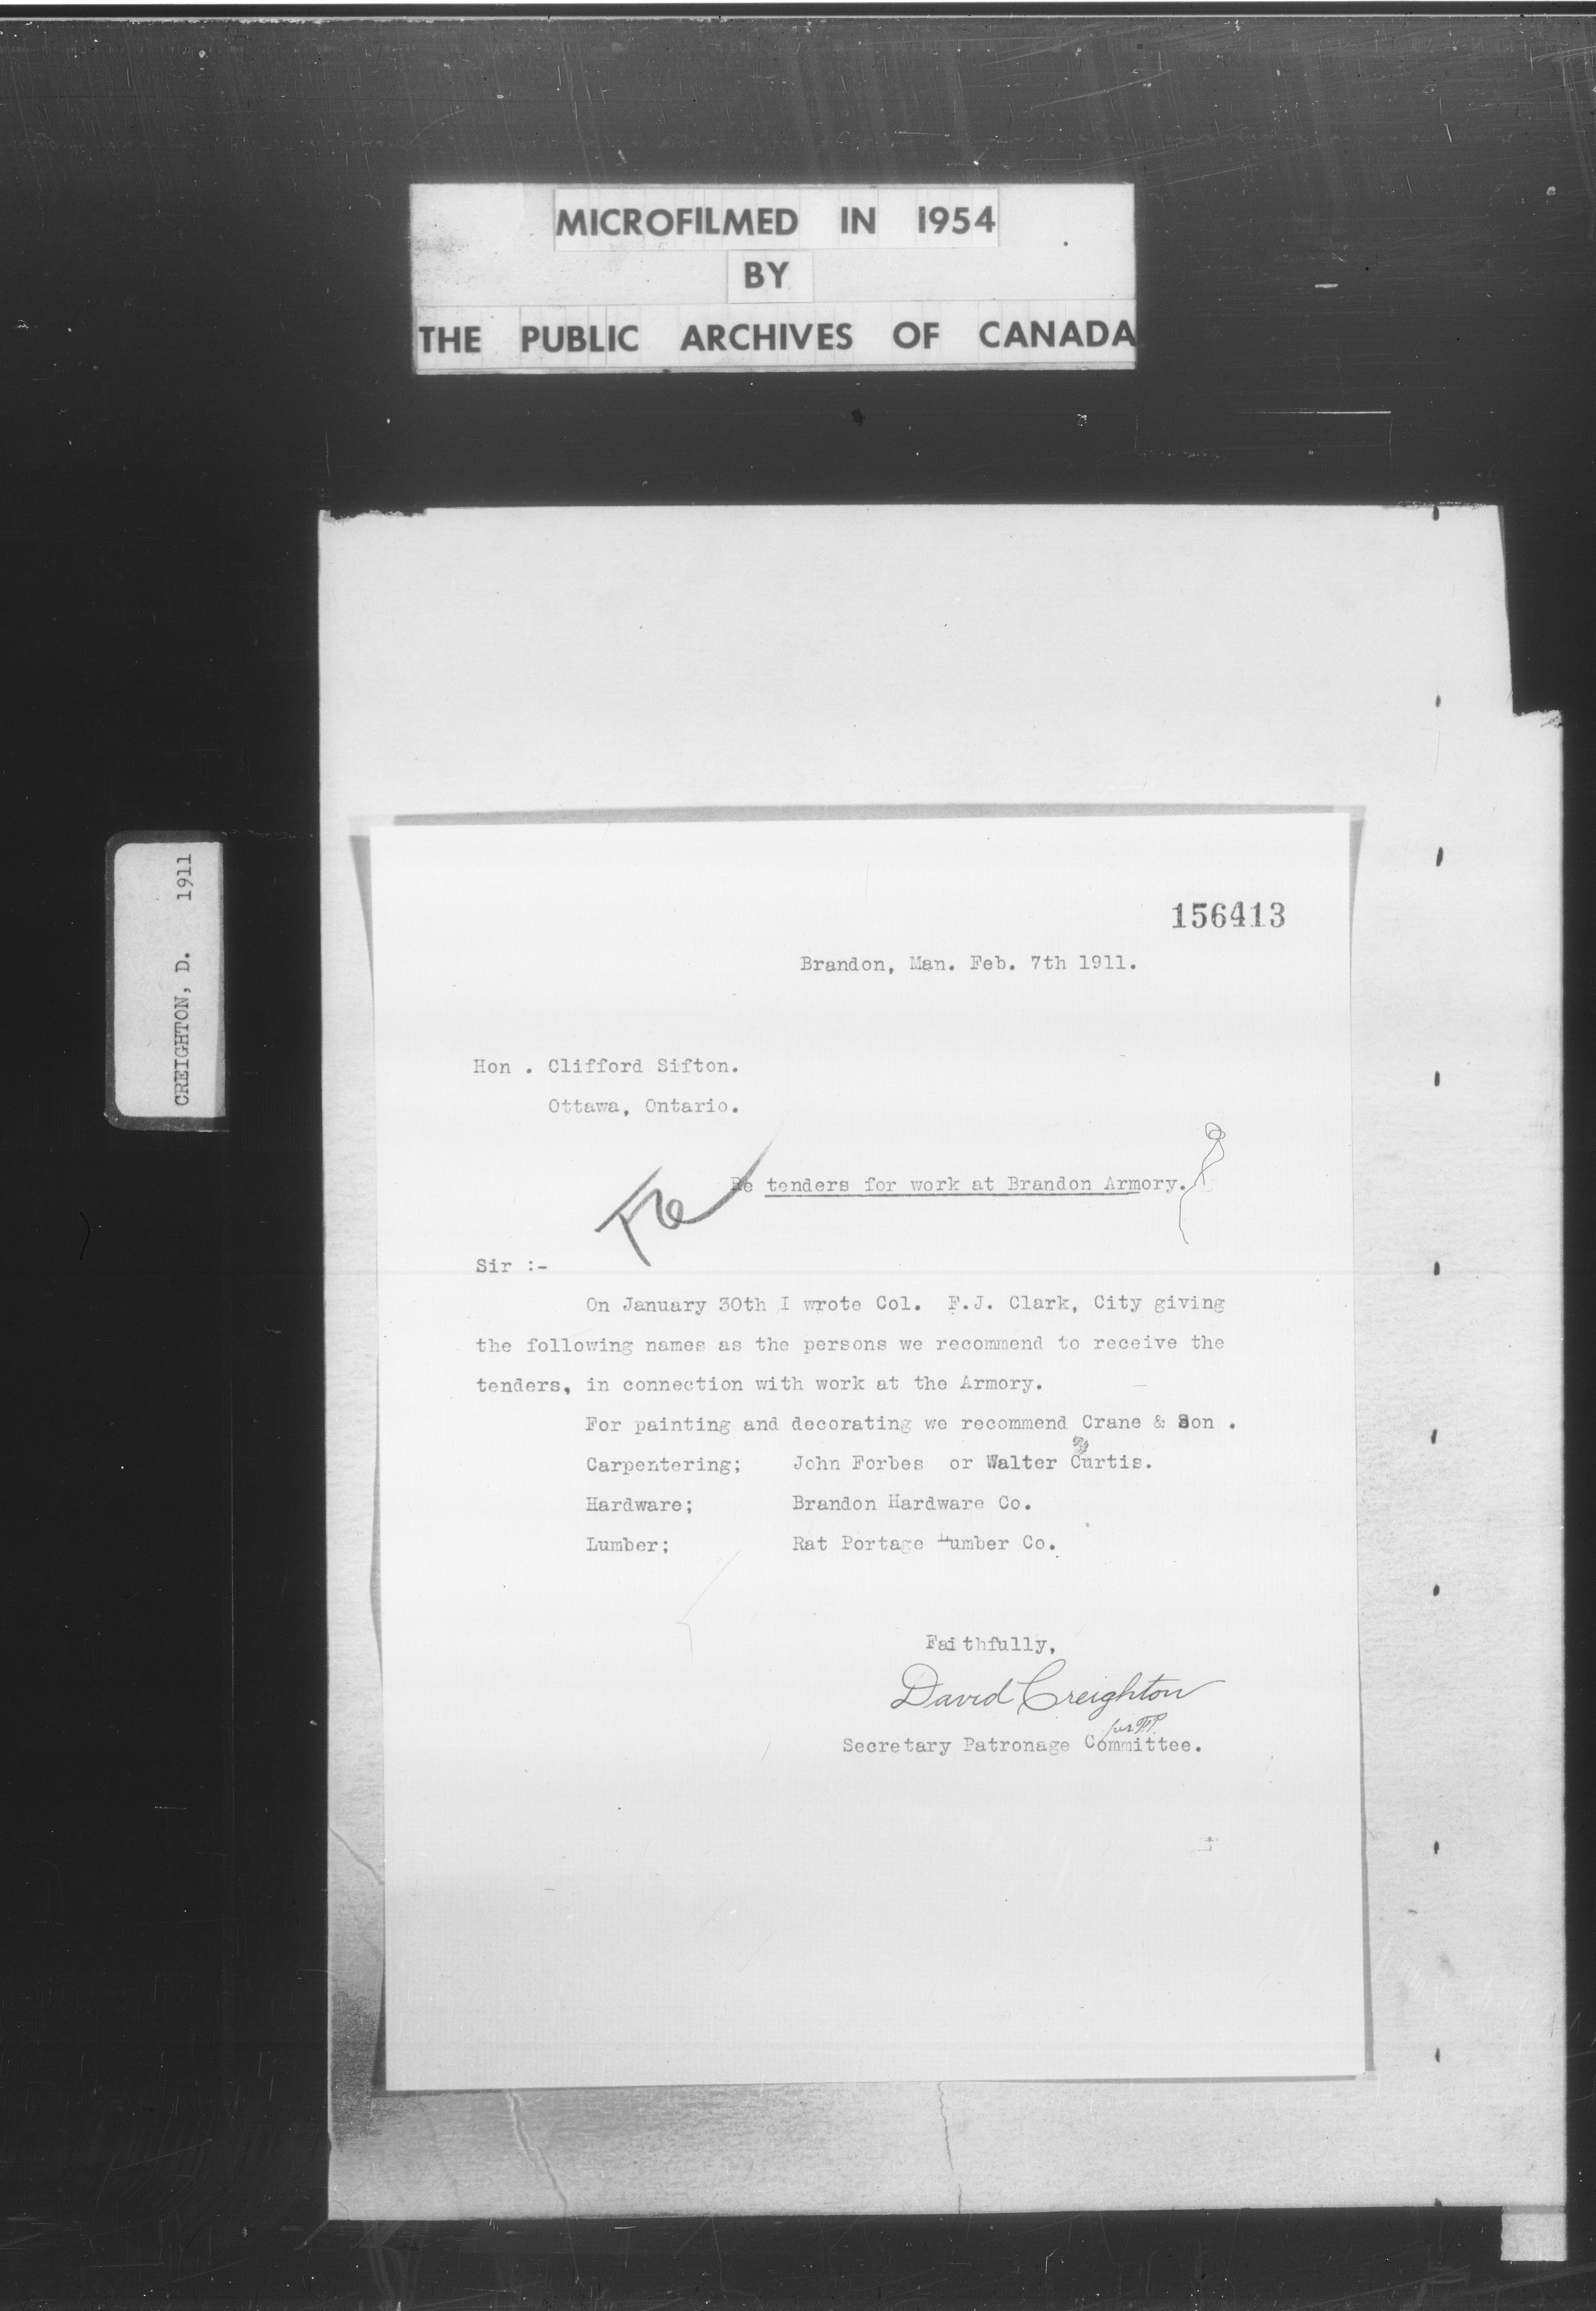 MICROFILMED IN 1954
BY
THE PUBLIC ARCHIVES OF CANADA
CREIGHTON, D. 1911
156413
Brandon, Man. Feb. 7th 1911.
Hon . Clifford Sifton.
Ottawa, Ontario.
Re tenders for work at Brandon Armory.
Sir :-
On January 30th I wrote Col. F.J. Clark, City giving
the following names as the persons we recommend to receive the
tenders, in connection with work at the Armory.
For painting and decorating we recommend Crane & Son .
Carpentering; John Forbes or Walter Curtis.
Hardware; Brandon Hardware Co.
Lumber; Rat Portage Lumber Co.
Faithfully,
David Creighton
per
Secretary Patronage Committee.